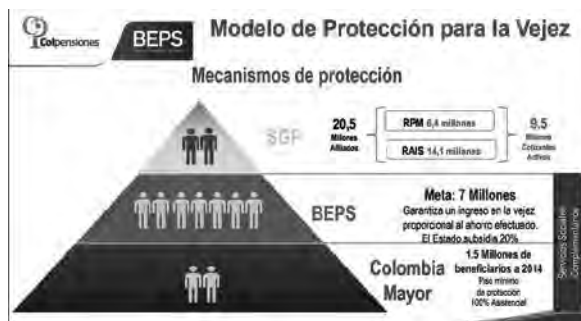 Colpensiones
BEPS
Modelo de Protección para la Vejez
Mecanismos de protección
SGP
20,5
Millones
Afiliados
RPM 6,4 millones
RAIS 14,1 millones
9.5
Millones
Cotizantes
Activos
BEPS
Meta: 7 Millones
Garantiza un ingreso en la vejez
proporcional al ahorro efectuado.
El Estado subsidia 20%
Colombia
Mayor
1.5 Millones de
beneficiarios a 2014
Piso mínimo
de protección
100% Asistencial
Servicios Sociales
Complementarios